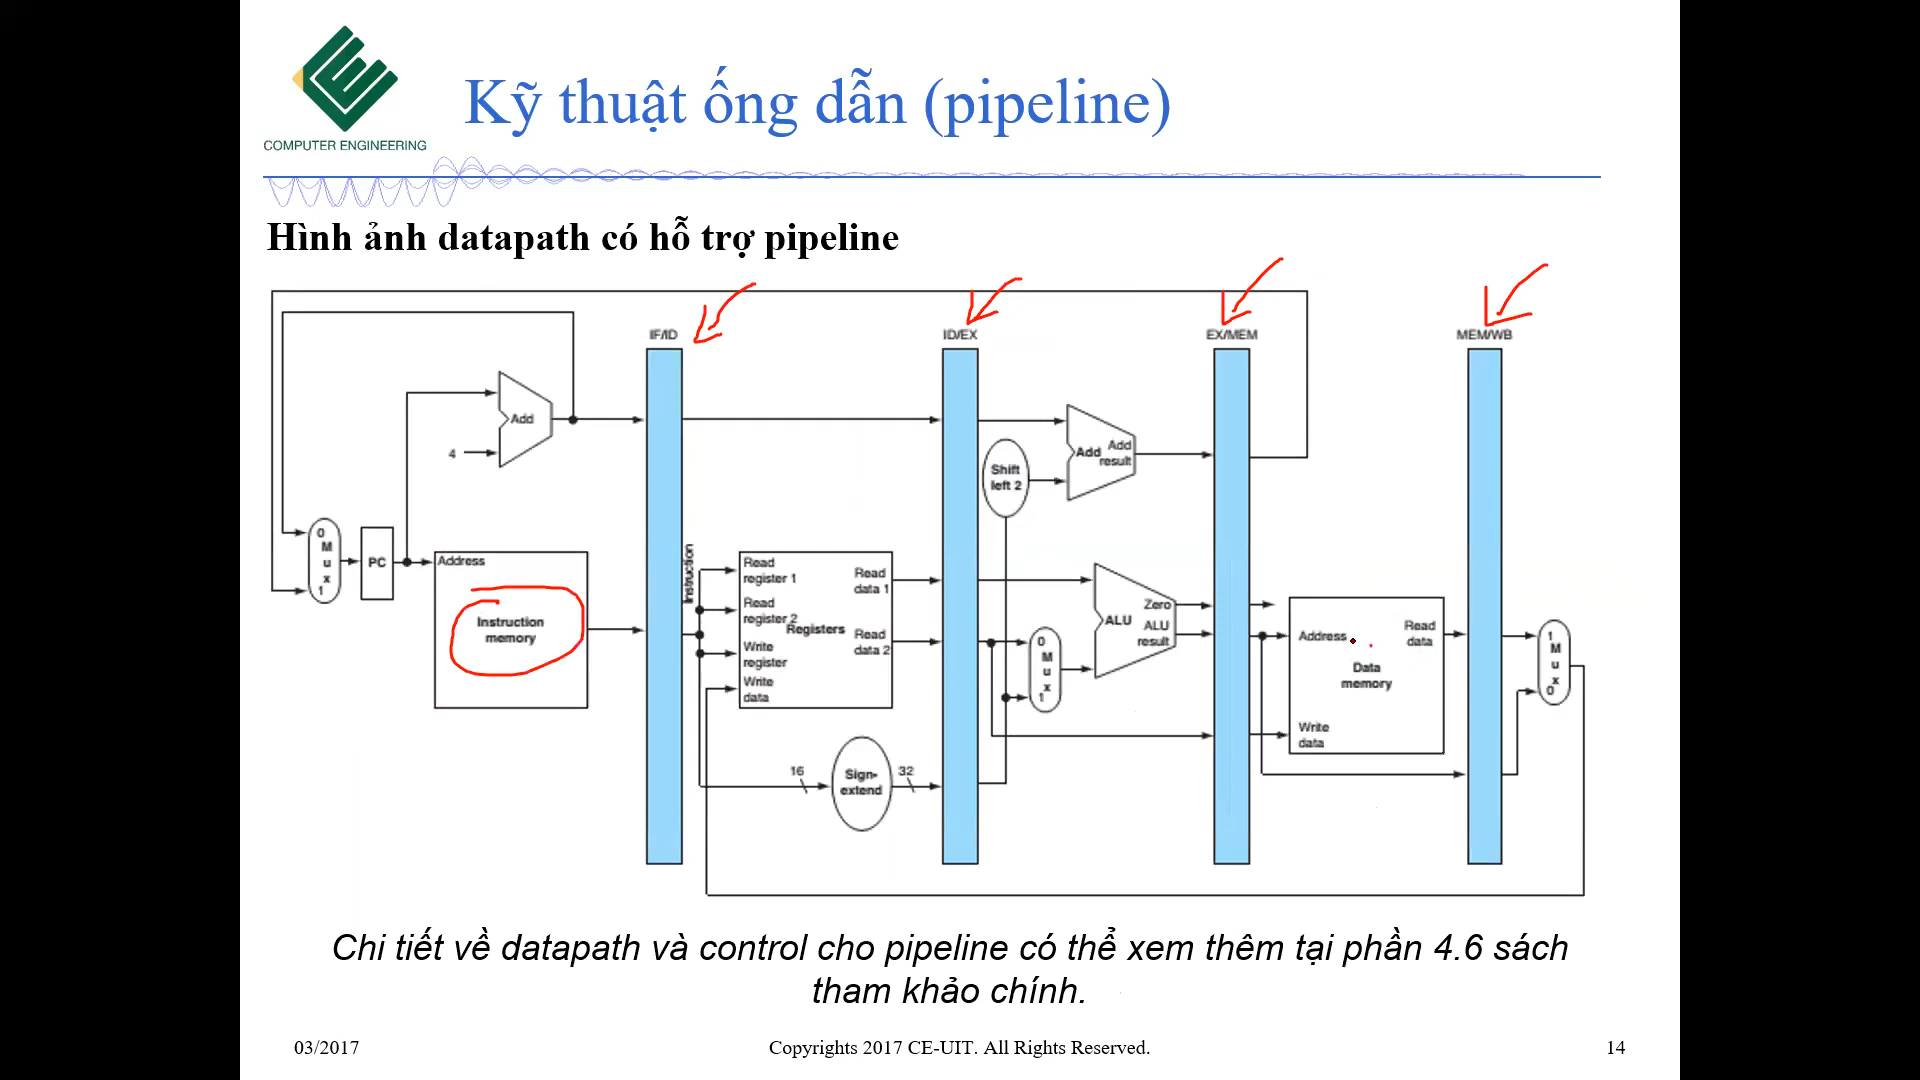 COMPUTER ENGINEERING
Kỹ thuật ống dẫn (pipeline)
Hình ảnh datapath có hỗ trợ pipeline
IF/ID
ID/EX
EX/MEM
MEM/WB
Add
4
Shift
left 2
Add
Add
result
0
M
u
x
1
PC
Address
Instruction
memory
Instruction
Read
register 1
Read
register 2
Registers
Write
register
Write
data
Read
data 1
Read
data 2
16
Sign-
extend
32
0
M
u
x
1
Zero
ALU
ALU
result
Address
Read
data
Data
memory
Write
data
1
M
u
x
0
Chi tiết về datapath và control cho pipeline có thể xem thêm tại phần 4.6 sách
tham khảo chính.
03/2017
Copyrights 2017 CE-UIT. All Rights Reserved.
14